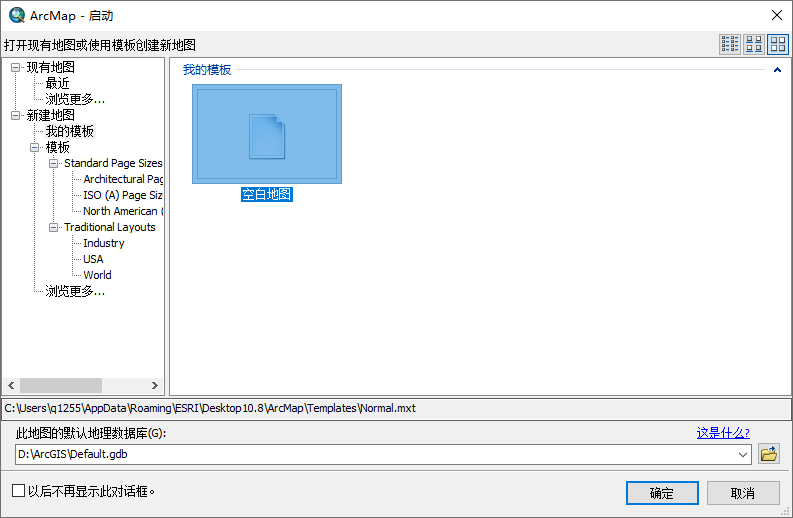 ArcMap - 启动
打开现有地图或使用模板创建新地图
现有地图
最近
浏览更多...
新建地图
我的模板
模板
Standard Page Sizes
Architectural Pag
ISO (A) Page Siz
North American (
Traditional Layouts
Industry
USA
World
浏览更多...
我的模板
空白地图
C:\Users\q1255\AppData\Roaming\ESRI\Desktop10.8\ArcMap\Templates\Normal.mxt
此地图的默认地理数据库(G):
这是什么?
D:\ArcGIS\Default.gdb
以后不再显示此对话框。
确定
取消